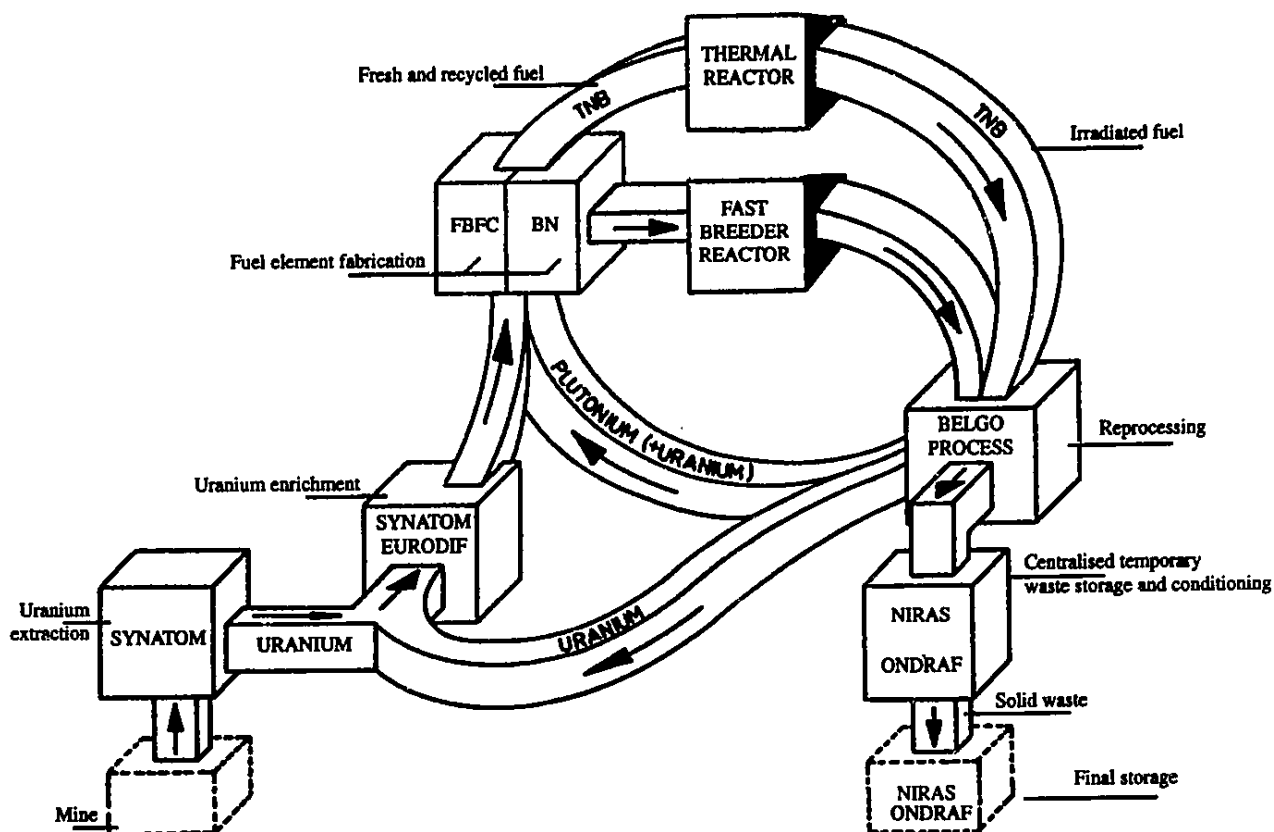 THERMAL
REACTOR
Fresh and recycled fuel
TNB
TNB
Irradiated fuel
FBFC
BN
FAST
BREEDER
REACTOR
Fuel element fabrication
PLUTONIUM (+URANIUM)
BELGO
PROCESS
Reprocessing
Uranium enrichment
SYNATOM
EURODIF
Centralised temporary
waste storage and conditioning
Uranium
extraction
SYNATOM
URANIUM
URANIUM
NIRAS
ONDRAF
Solid waste
Mine
NIRAS
ONDRAF
Final storage